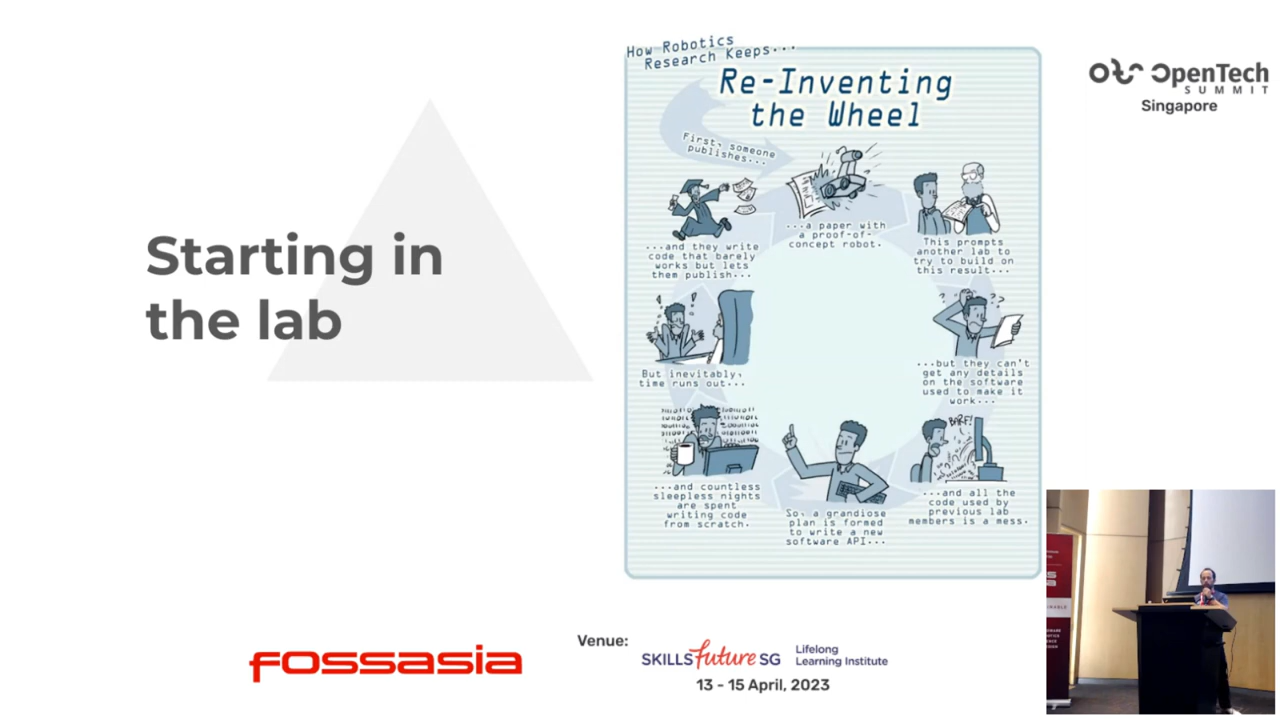 Starting in
the lab
How Robotics
Research Keeps...
Re-Inventing
the Wheel
First, someone
publishes...
...a paper with
a proof-of-
concept robot.
This prompts
another lab to
try to build on
this result...
...but they can't
get any details
on the software
used to make it
work...
...and all the
code used by
previous lab
members is a mess.
BARF!
So, a grandiose
plan is formed
to write a new
software API...
...and countless
sleepless nights
are spent
writing code
from scratch.
But inevitably,
time runs out...
...and they write
code that barely
works but lets
them publish...
OpenTech
SUMMIT
Singapore
fossasia
Venue:
SKILLS future SG
Lifelong
Learning Institute
13 - 15 April, 2023